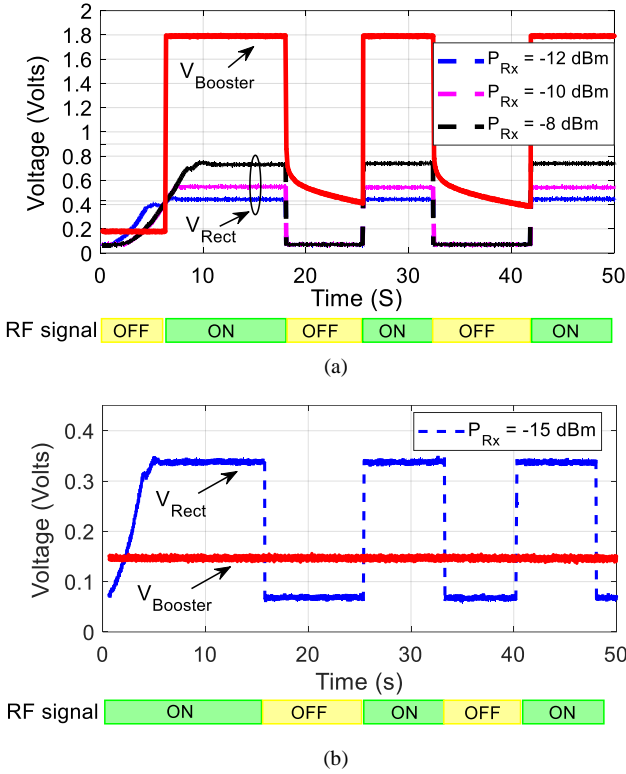 2
1.8
1.6
1.4
1.2
1
0.8
0.6
0.4
0.2
0
Voltage (Volts)
V_Booster
V_Rect
P_Rx = -12 dBm
P_Rx = -10 dBm
P_Rx = -8 dBm
0 10 20 30 40 50
Time (S)
RF signal OFF ON OFF ON OFF ON
(a)
0.4
0.3
0.2
0.1
0
Voltage (Volts)
P_Rx = -15 dBm
V_Rect
V_Booster
0 10 20 30 40 50
Time (s)
RF signal ON OFF ON OFF ON
(b)